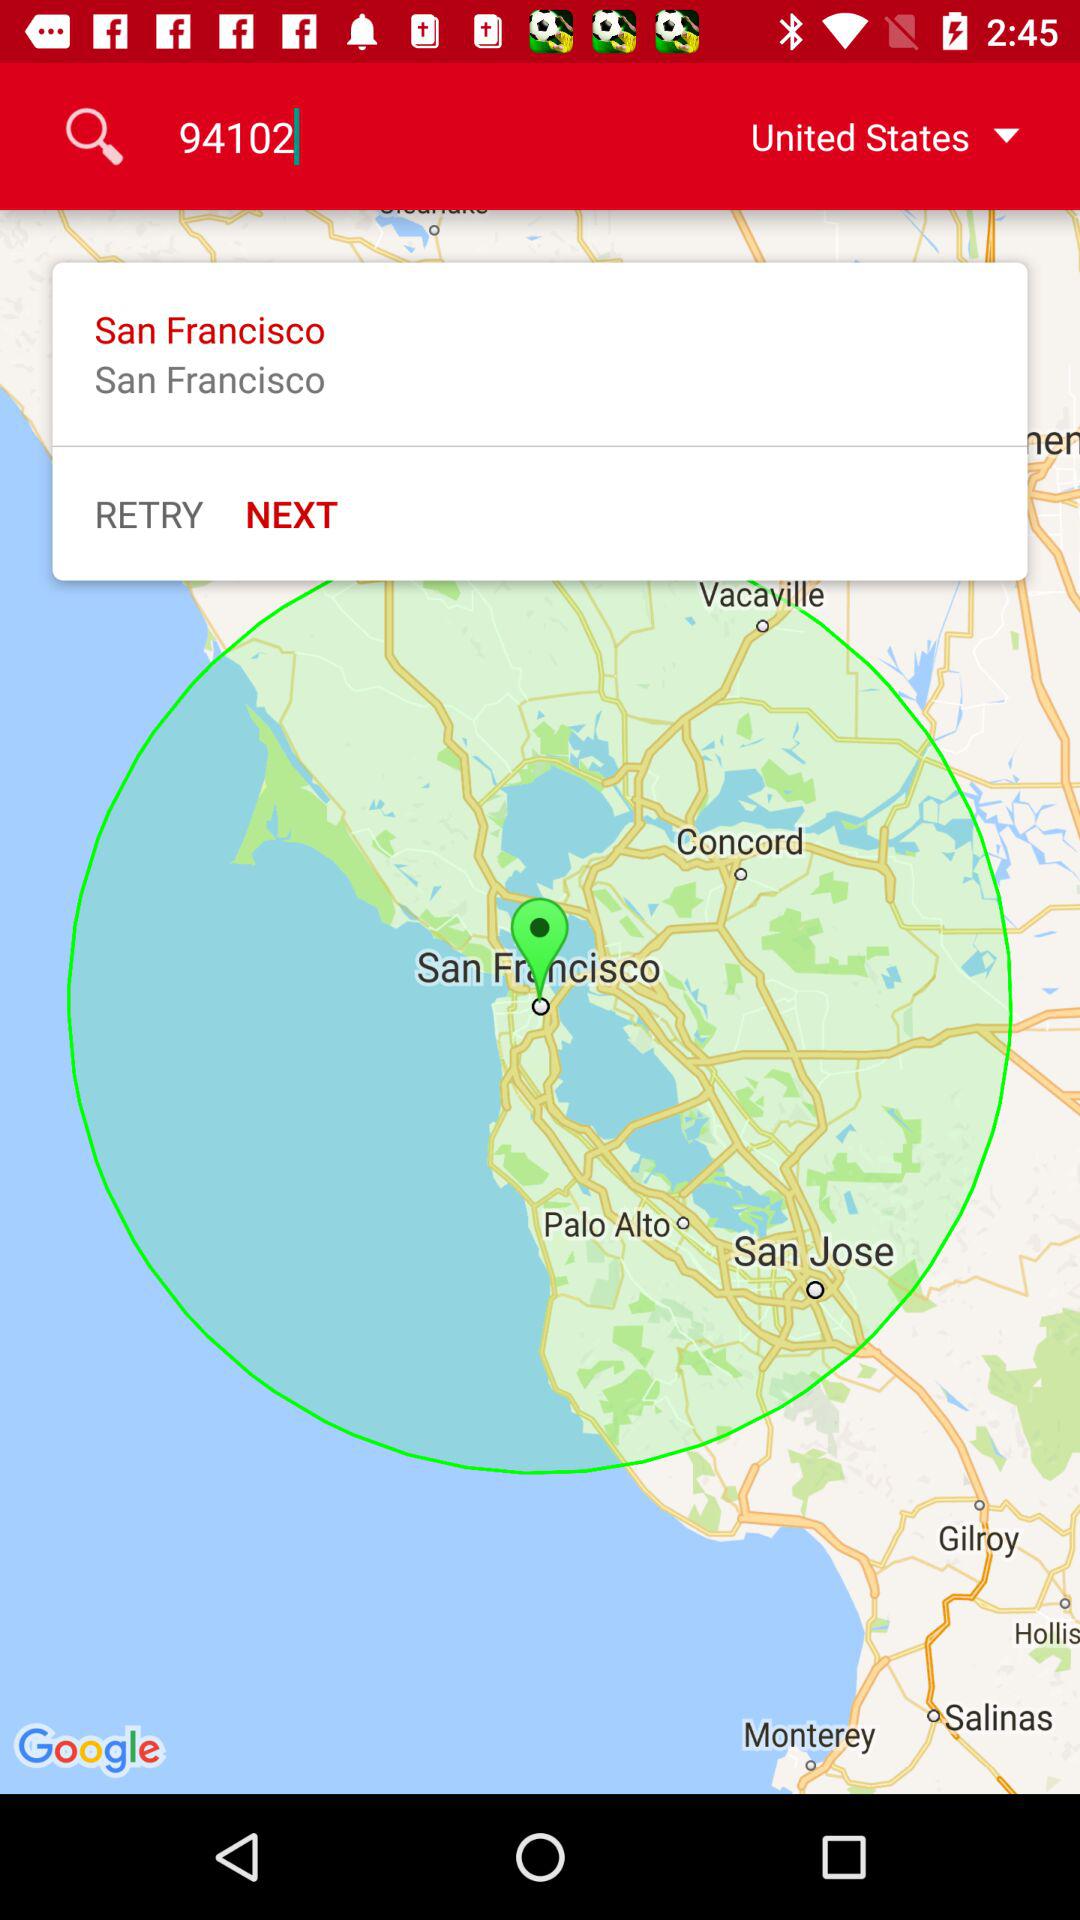 2:45
94102
United States
San Francisco
San Francisco
RETRY NEXT
Vacaville
Concord
San Francisco
Palo Alto
San Jose
Gilroy
Hollis
Salinas
Monterey
Google